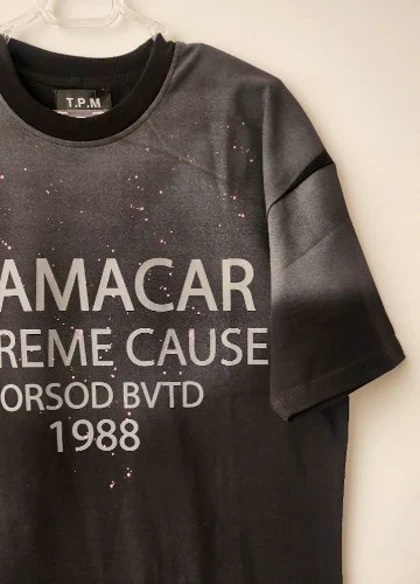 T.P.M
AMACAR
REME CAUSE
ORSOD BVTD
1988